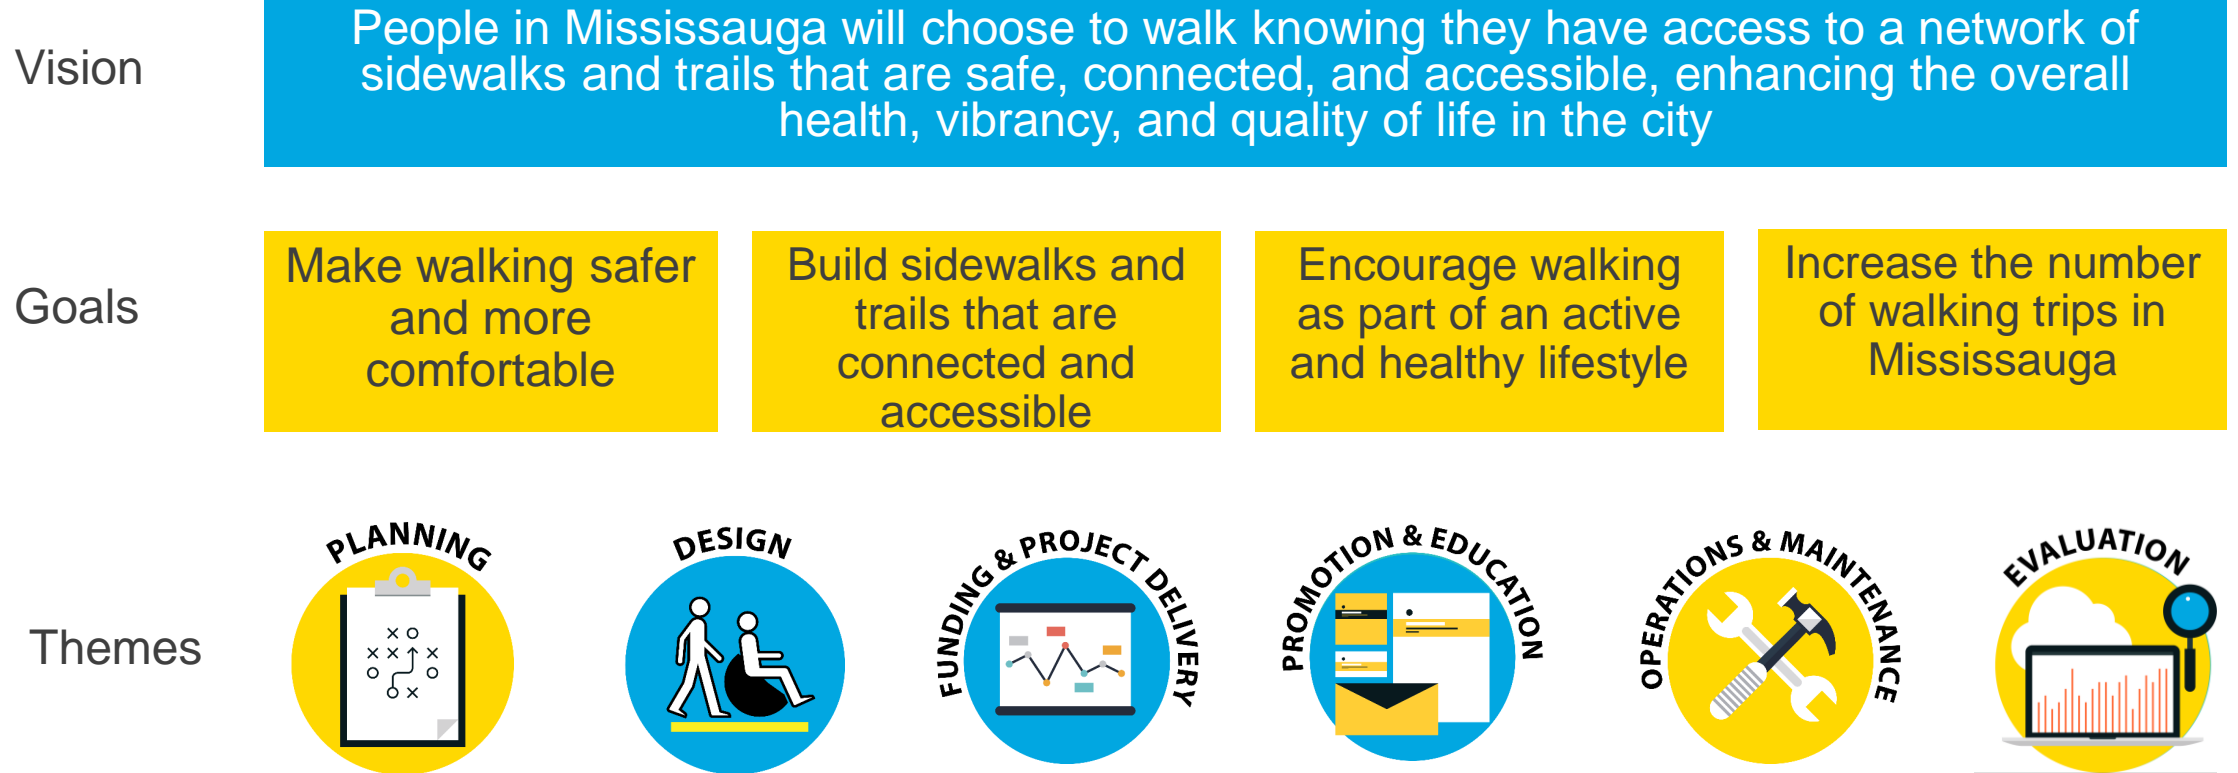 Vision
People in Mississauga will choose to walk knowing they have access to a network of
sidewalks and trails that are safe, connected, and accessible, enhancing the overall
health, vibrancy, and quality of life in the city
Goals
Make walking safer
and more
comfortable
Build sidewalks and
trails that are
connected and
accessible
Encourage walking
as part of an active
and healthy lifestyle
Increase the number
of walking trips in
Mississauga
Themes
PLANNING
DESIGN
FUNDING & PROJECT DELIVERY
PROMOTION & EDUCATION
OPERATIONS & MAINTENANCE
EVALUATION